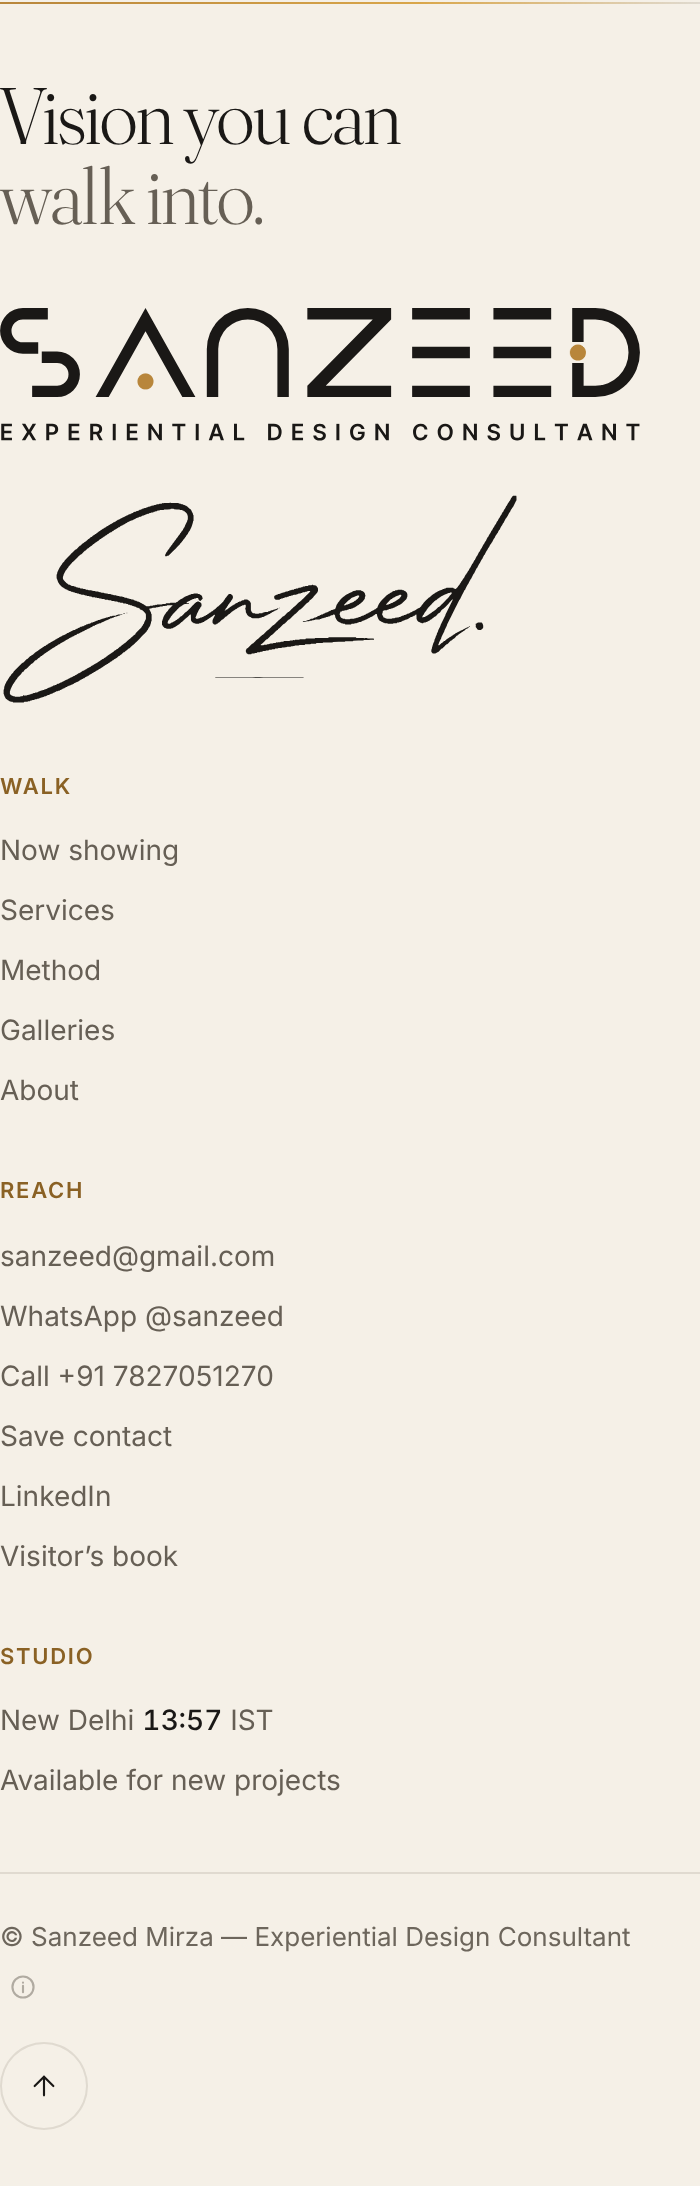 Vision you can
walk into.
SANZEED
EXPERIENTIAL DESIGN CONSULTANT
Sanzeed.
WALK
Now showing
Services
Method
Galleries
About
REACH
sanzeed@gmail.com
WhatsApp @sanzeed
Call +91 7827051270
Save contact
LinkedIn
Visitor’s book
STUDIO
New Delhi 13:57 IST
Available for new projects
© Sanzeed Mirza — Experiential Design Consultant